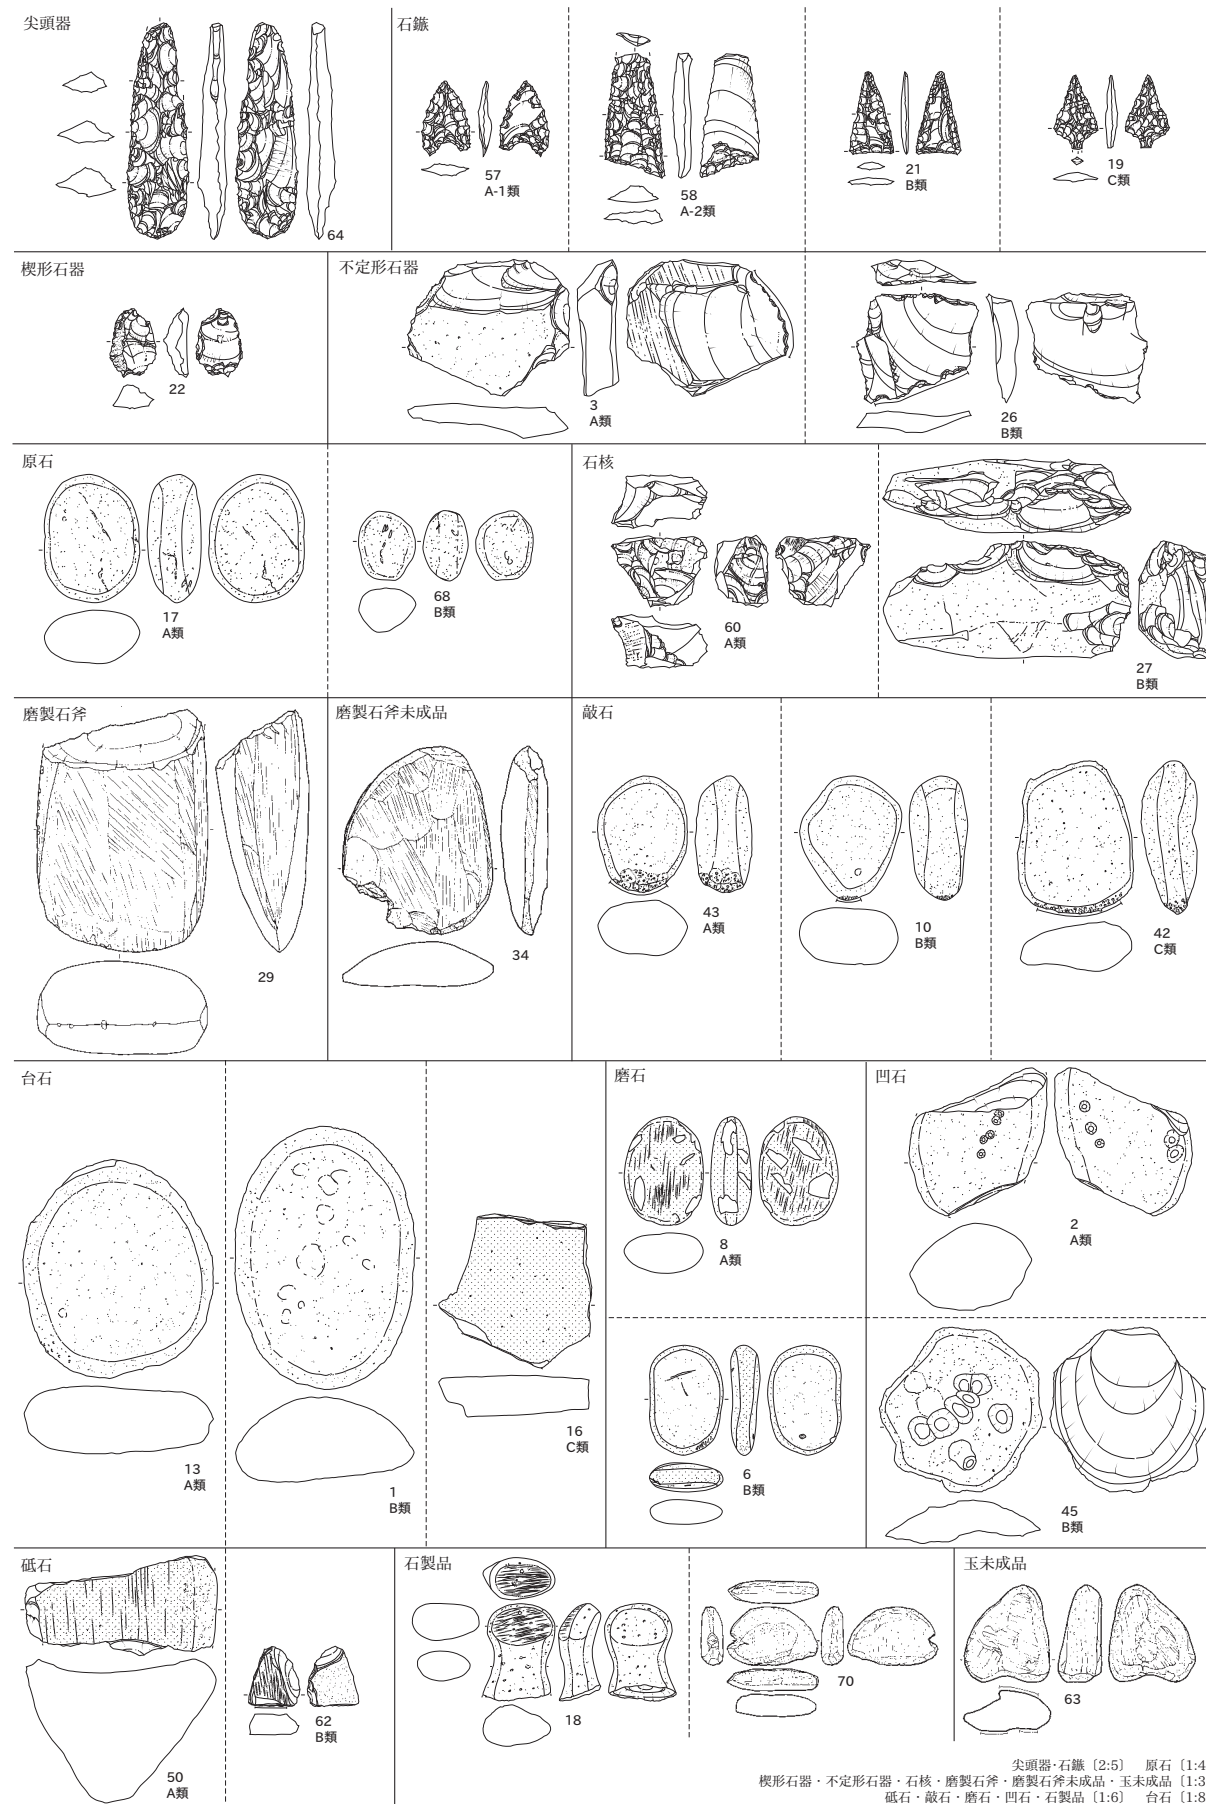 尖頭器
64
石鏃
57
A-1類
58
A-2類
21
B類
19
C類
楔形石器
22
不定形石器
3
A類
26
B類
原石
17
A類
68
B類
石核
60
A類
27
B類
磨製石斧
29
磨製石斧未成品
34
敲石
43
A類
10
B類
42
C類
台石
13
A類
1
B類
16
C類
磨石
8
A類
6
B類
凹石
2
A類
45
B類
砥石
50
A類
62
B類
石製品
18
70
玉未成品
63
尖頭器・石鏃〔2:5〕　原石〔1:4
楔形石器・不定形石器・石核・磨製石斧・磨製石斧未成品・玉未成品〔1:3
砥石・敲石・磨石・凹石・石製品〔1:6〕　台石〔1:8